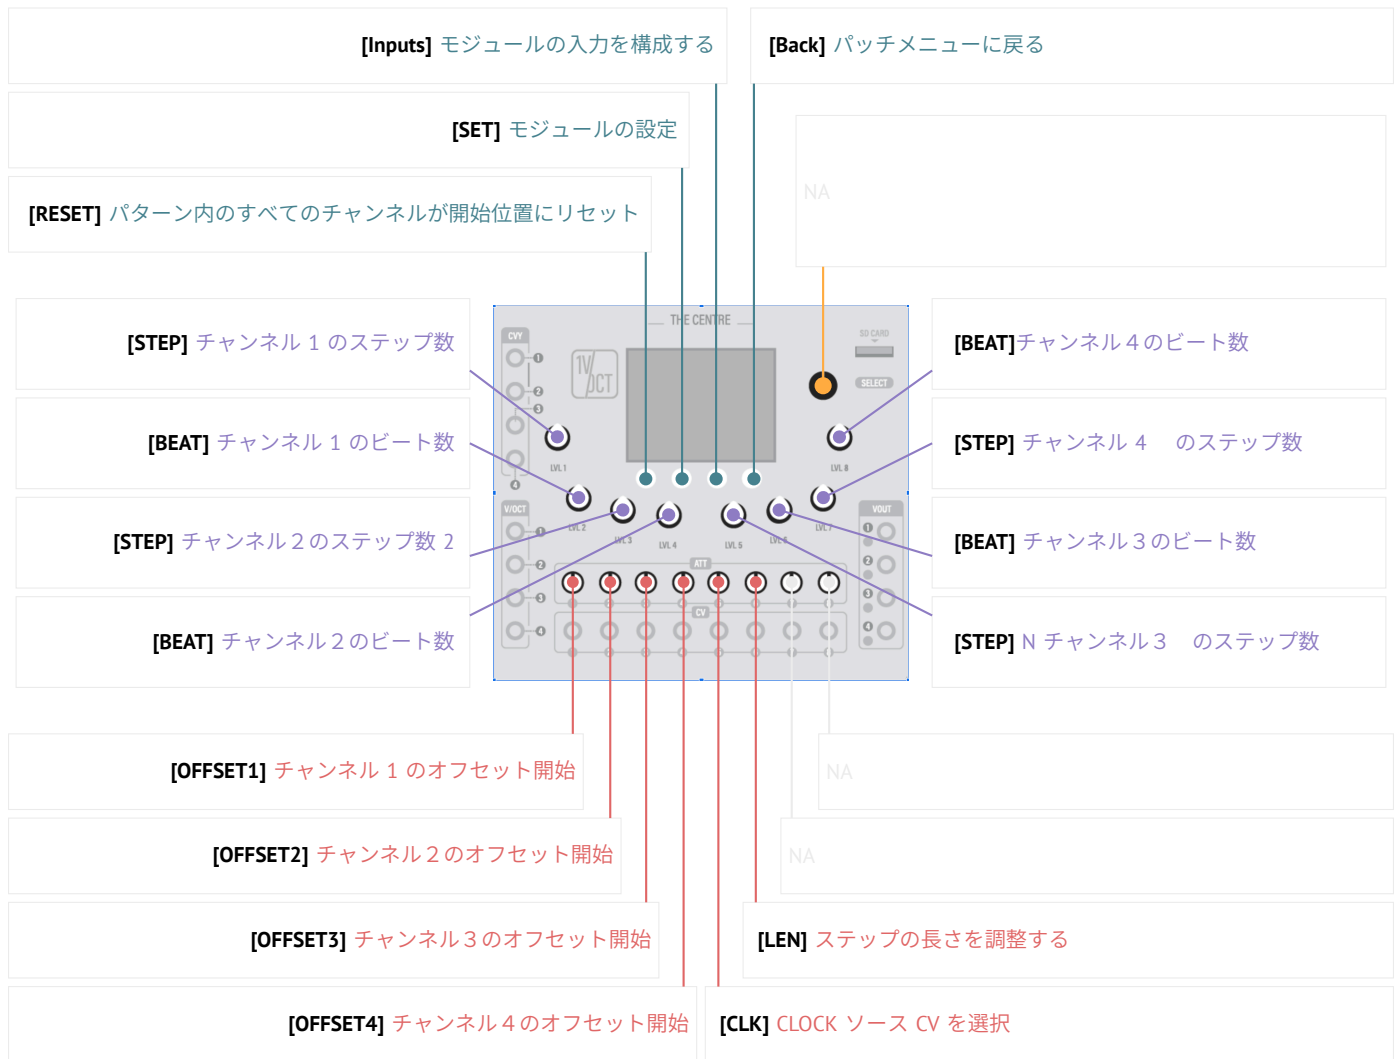 [Inputs] モジュールの入力を構成する
[Back] パッチメニューに戻る
[SET] モジュールの設定
NA
[RESET] パターン内のすべてのチャンネルが開始位置にリセット
THE CENTRE
CVY
1V/OCT
SD CARD
SELECT
1
2
3
4
[STEP] チャンネル 1 のステップ数
[BEAT] チャンネル 1 のビート数
[STEP] チャンネル２のステップ数 2
[BEAT] チャンネル２のビート数
[BEAT]チャンネル４のビート数
[STEP] チャンネル 4　のステップ数
[BEAT] チャンネル３のビート数
[STEP] N チャンネル３　のステップ数
LVL 1
LVL 2
LVL 3
LVL 4
LVL 5
LVL 6
LVL 7
LVL 8
V/OCT
1
2
3
4
VOUT
1
2
3
4
ATT
CV
[OFFSET1] チャンネル 1 のオフセット開始
NA
[OFFSET2] チャンネル２のオフセット開始
NA
[OFFSET3] チャンネル３のオフセット開始
[LEN] ステップの長さを調整する
[OFFSET4] チャンネル４のオフセット開始
[CLK] CLOCK ソース CV を選択